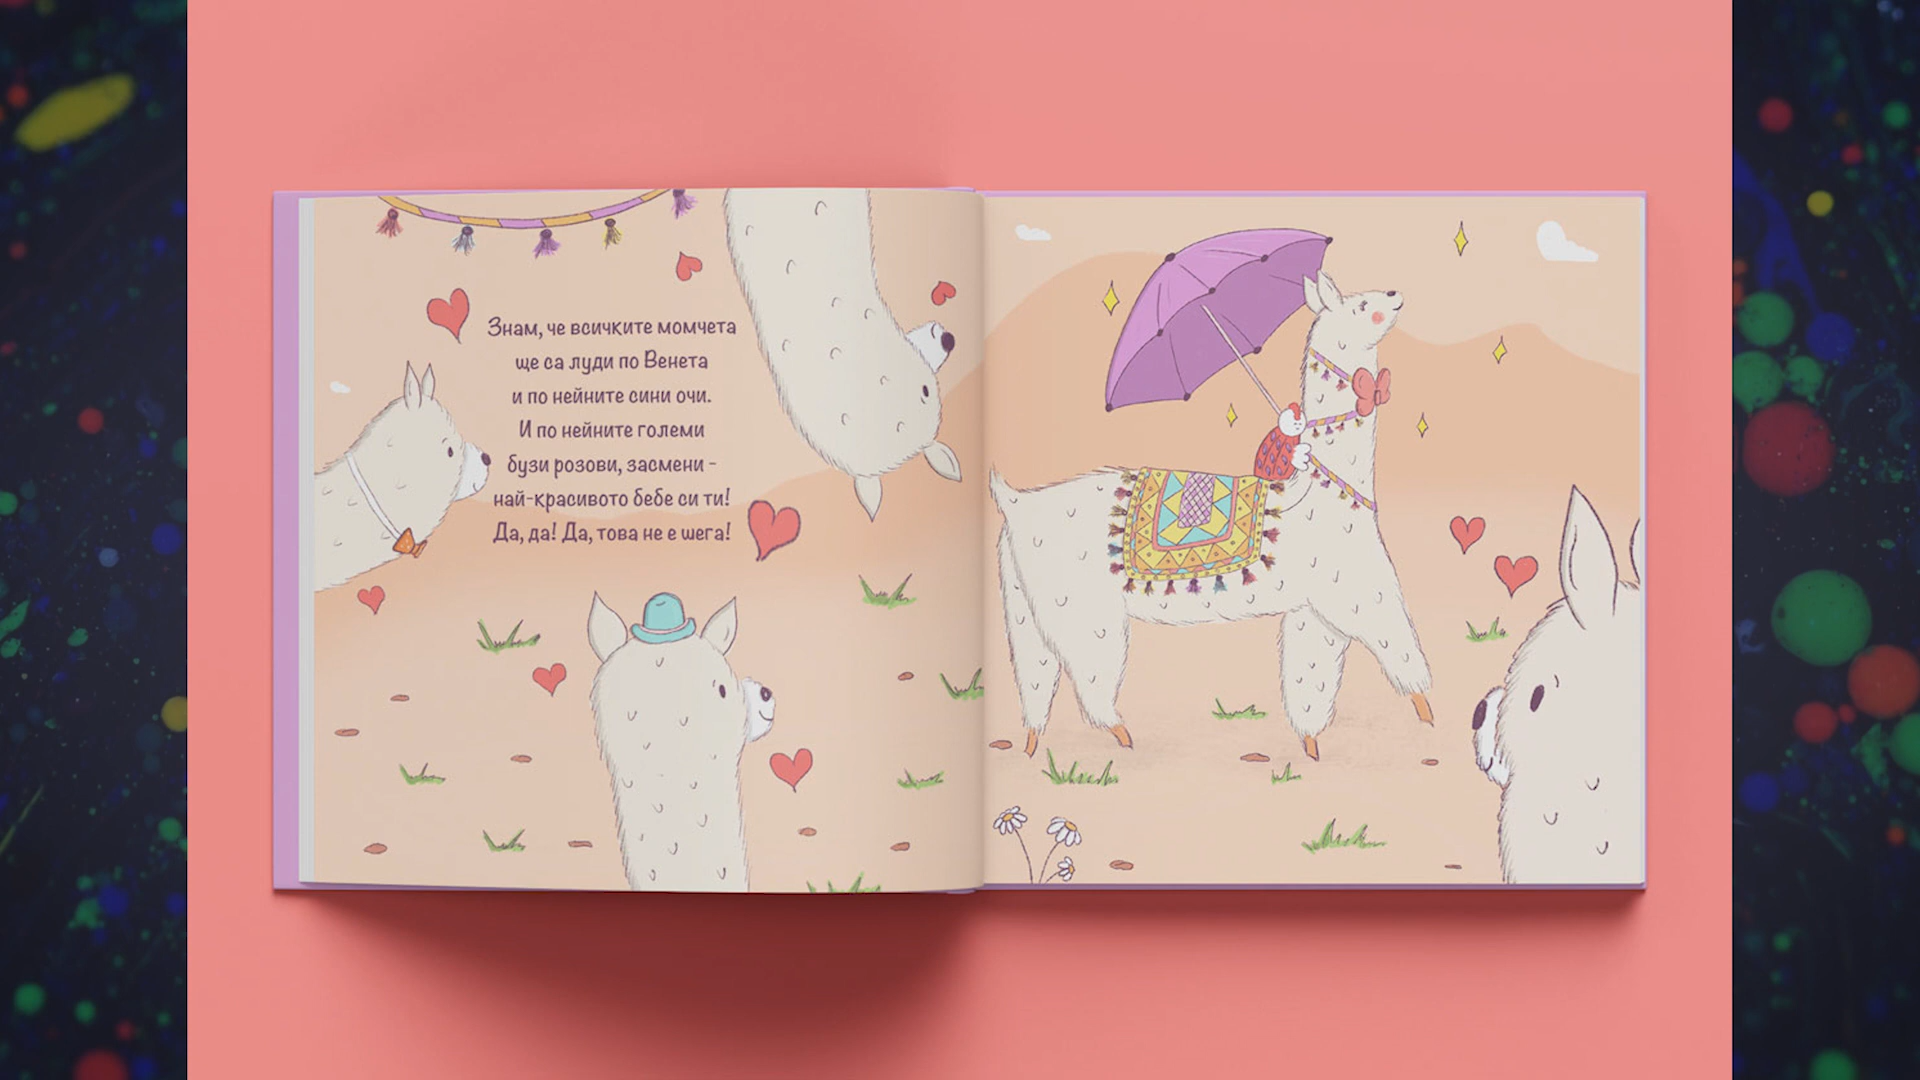 Знам, че всичките момчета
ще са луди по Венета
и по нейните сини очи.
И по нейните големи
бузи розови, засмени -
най-красивото бебе си ти!
Да, да! Да, това не е шега!